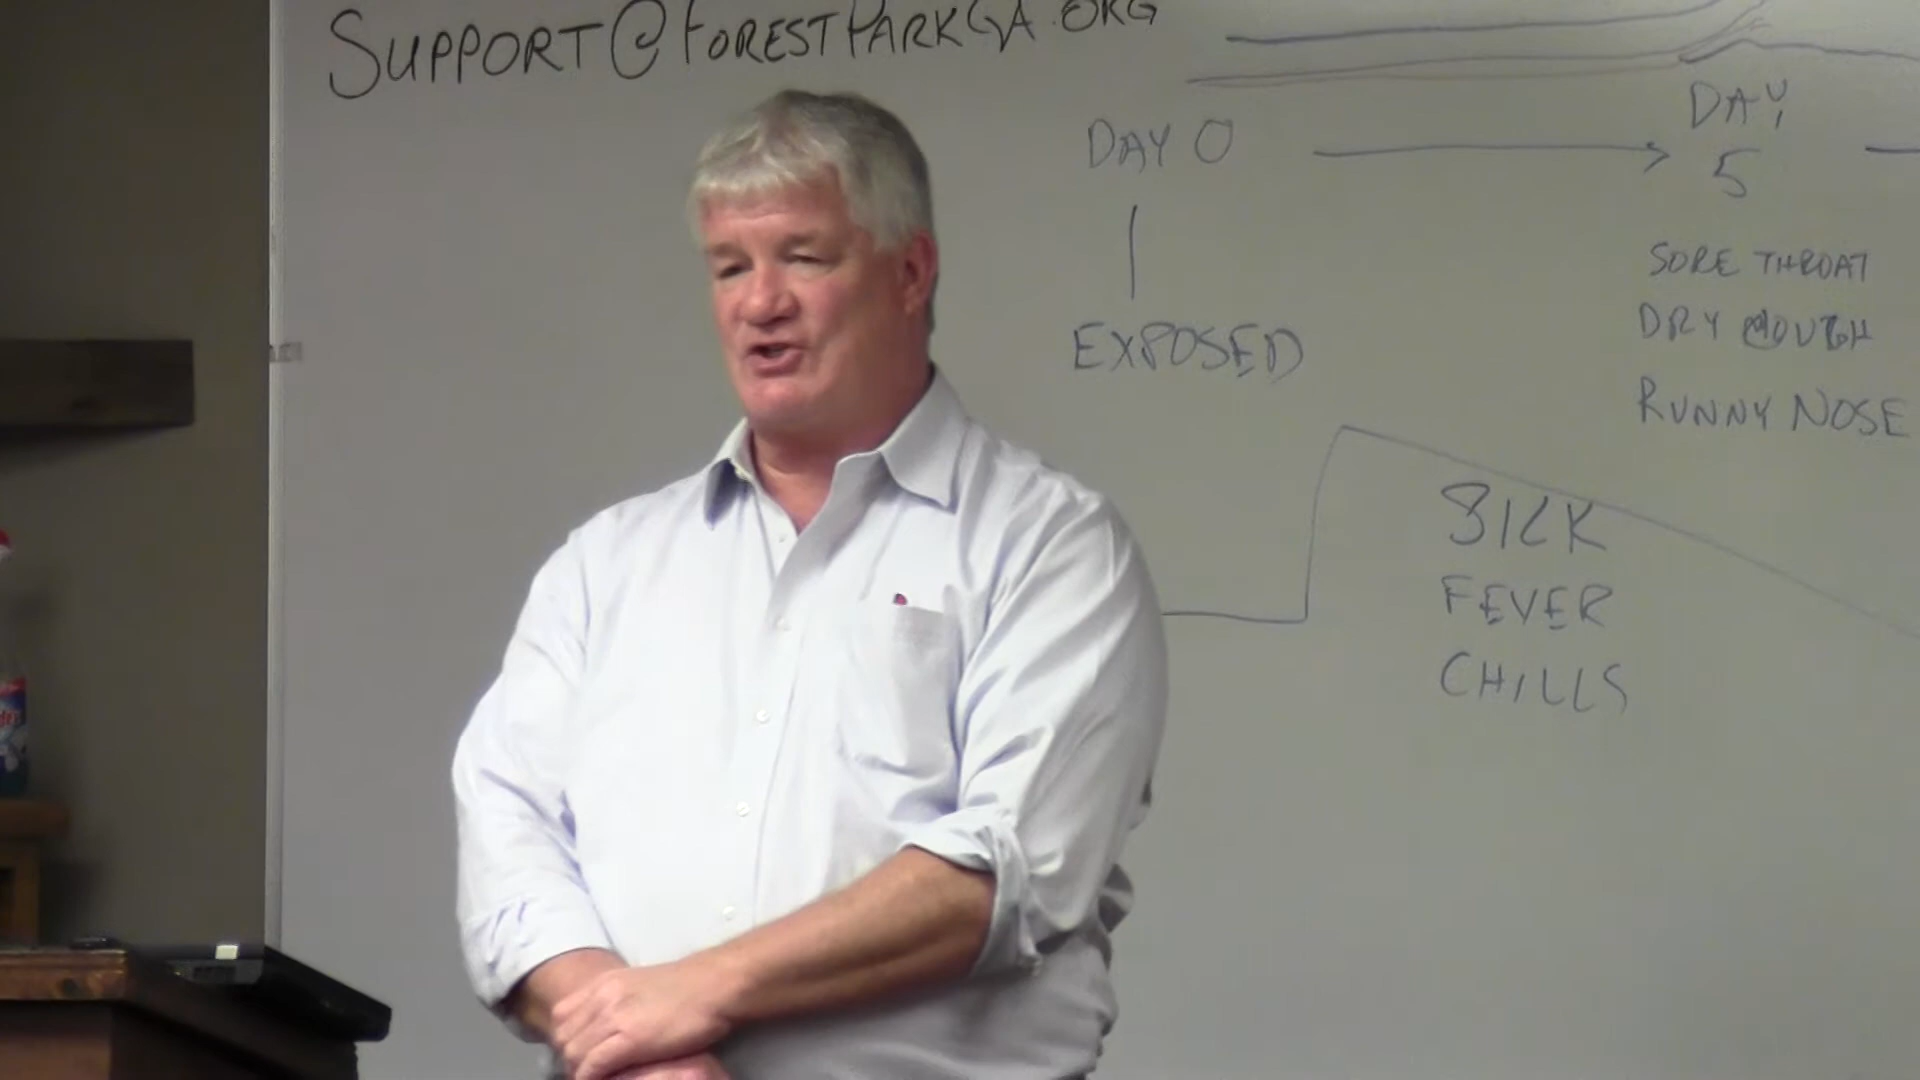 SUPPORT@FORESTPARKGA.ORG
DAY 0
DAY
5
EXPOSED
SORE THROAT
DRY COUGH
RUNNY NOSE
SICK
FEVER
CHILLS